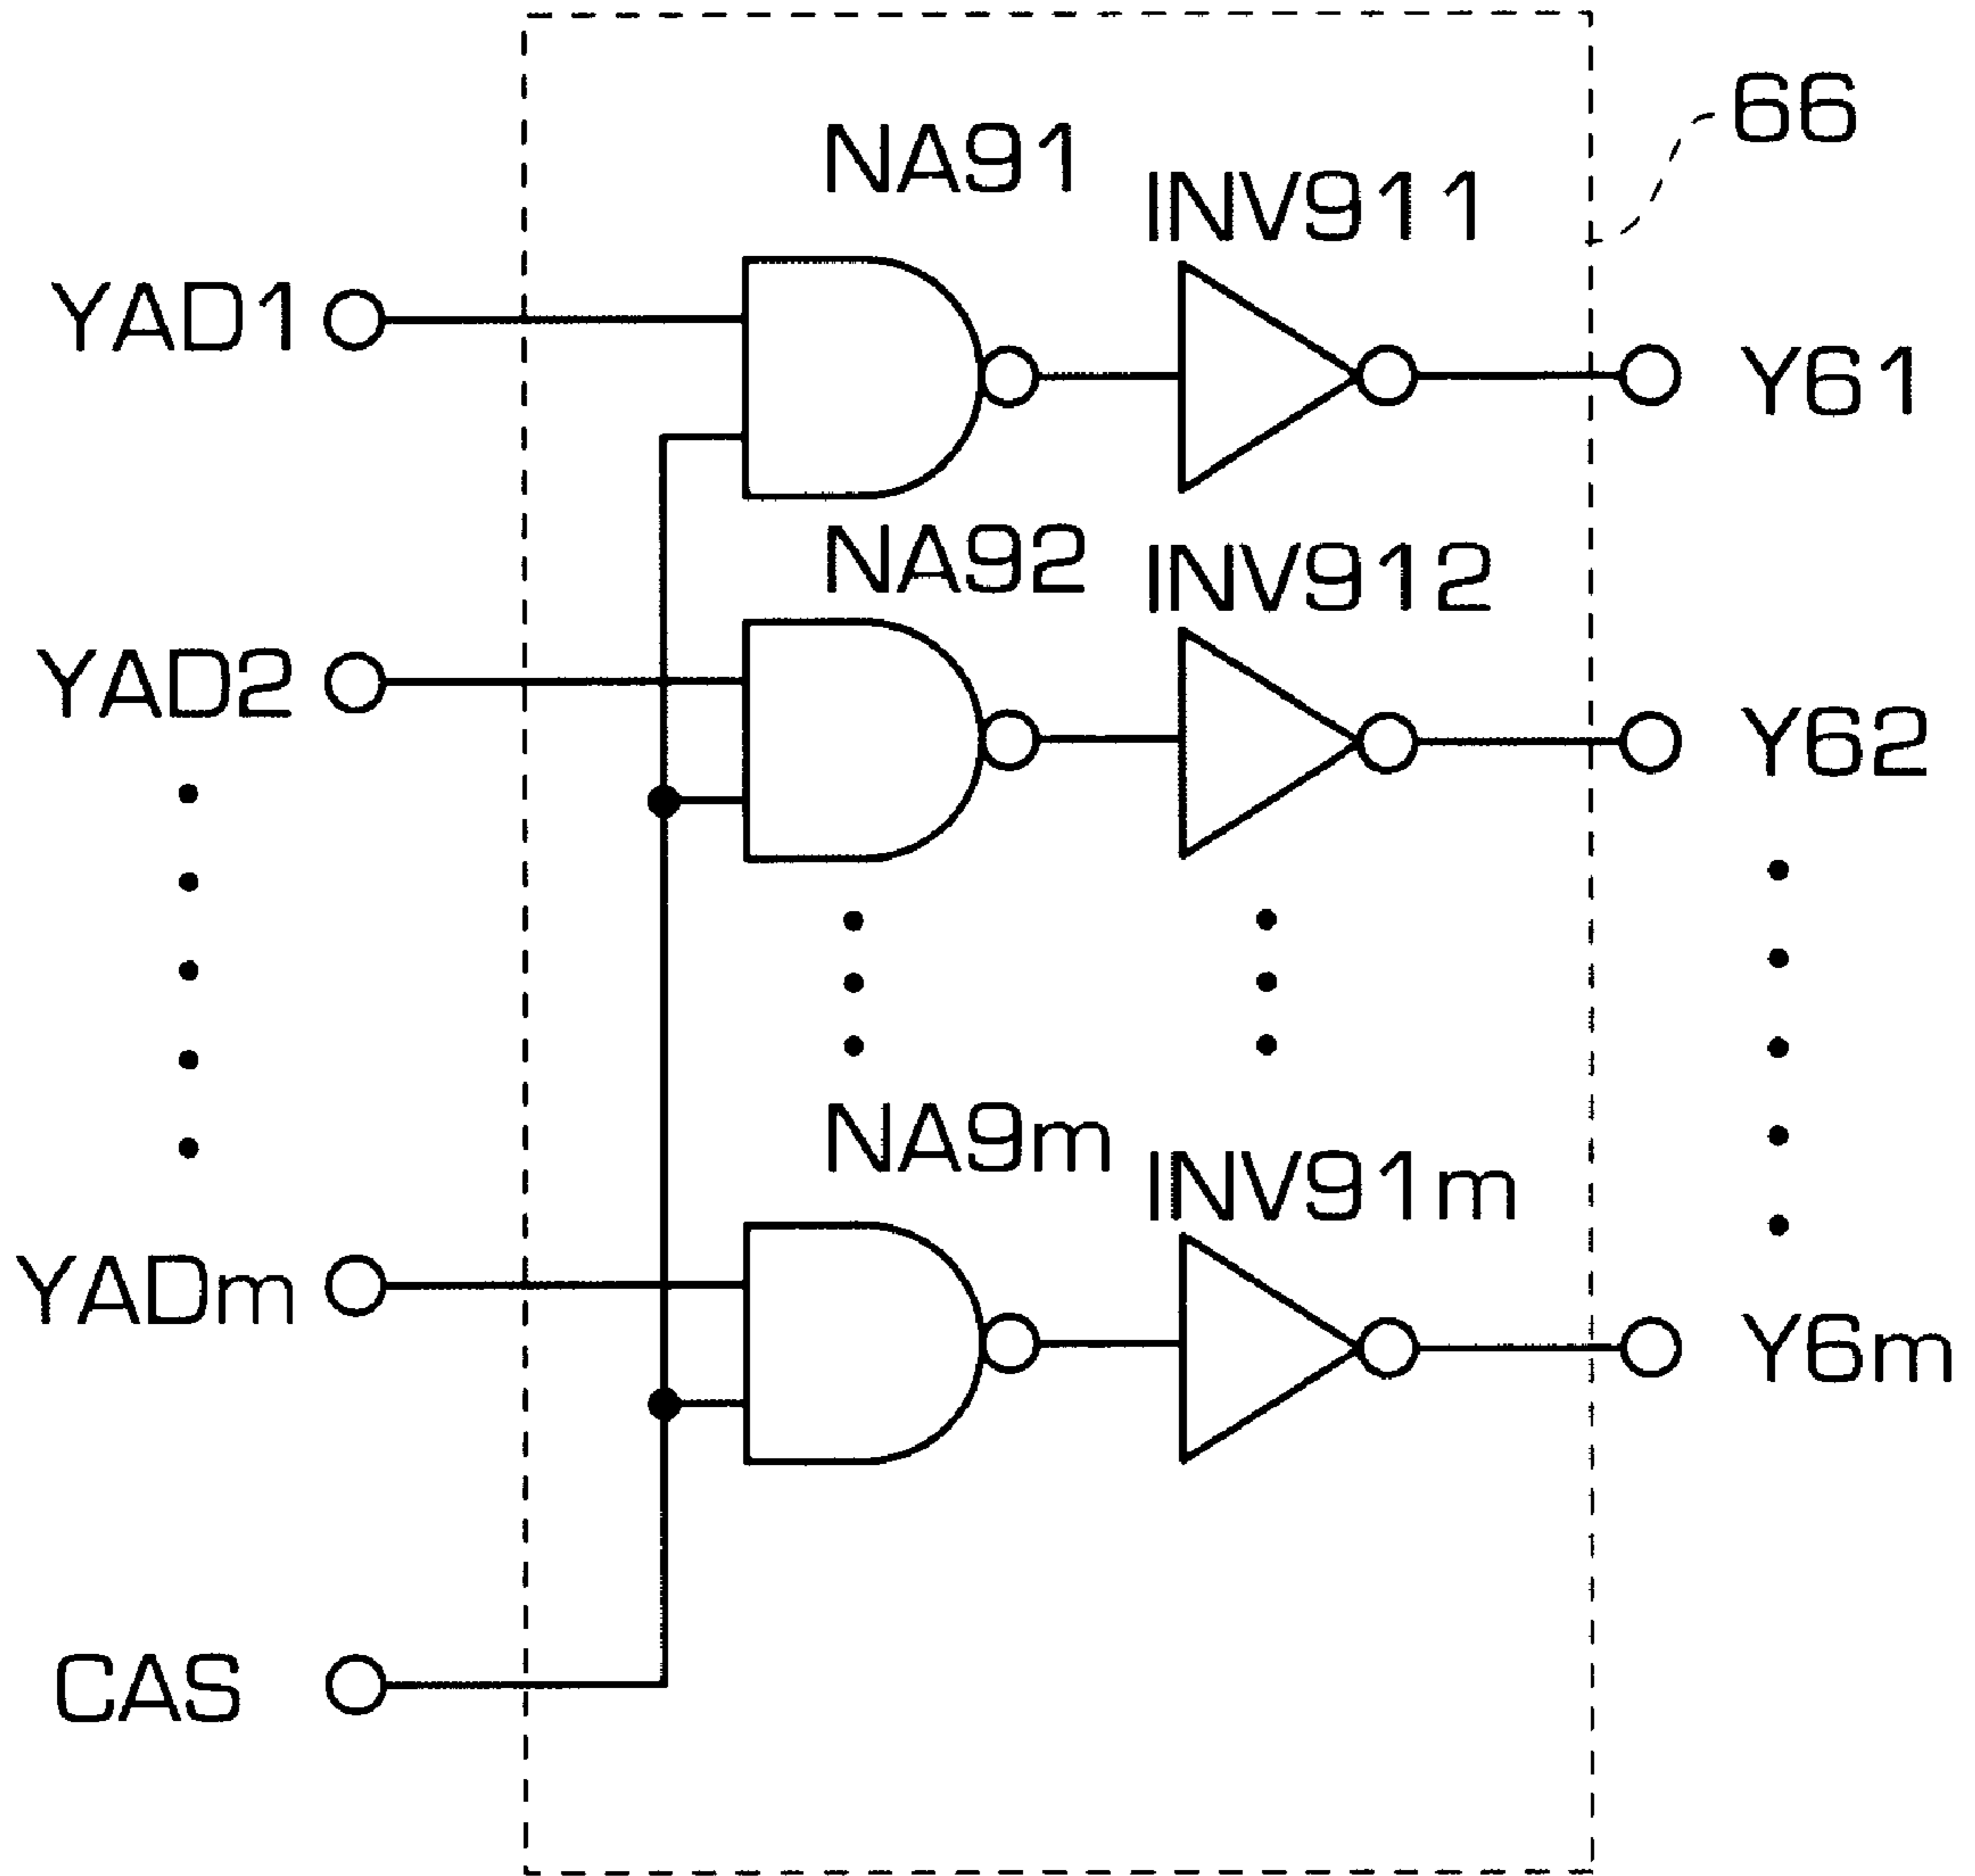 66
NA91
INV911
YAD1
Y61
NA92
INV912
YAD2
Y62
NA9m
INV91m
YADm
Y6m
CAS